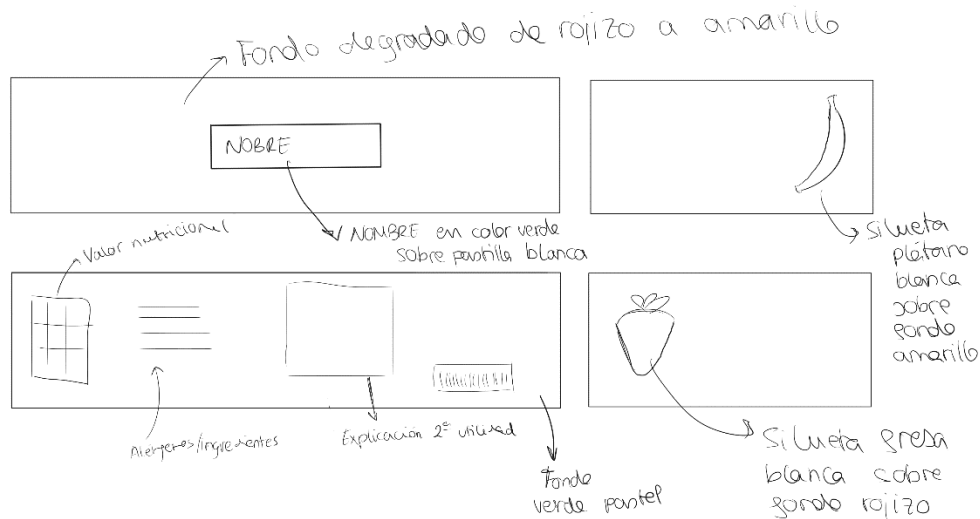 Fondo degradado de rojizo a amarillo
NOBRE
NOMBRE en color verde
sobre pastilla blanca
Silueta
plátano
blanca
sobre
fondo
amarillo
Valor nutricional
Alérgenos/ingredientes
Explicación 2ª utilidad
Fondo
verde pastel
Silueta fresa
blanca sobre
fondo rojizo